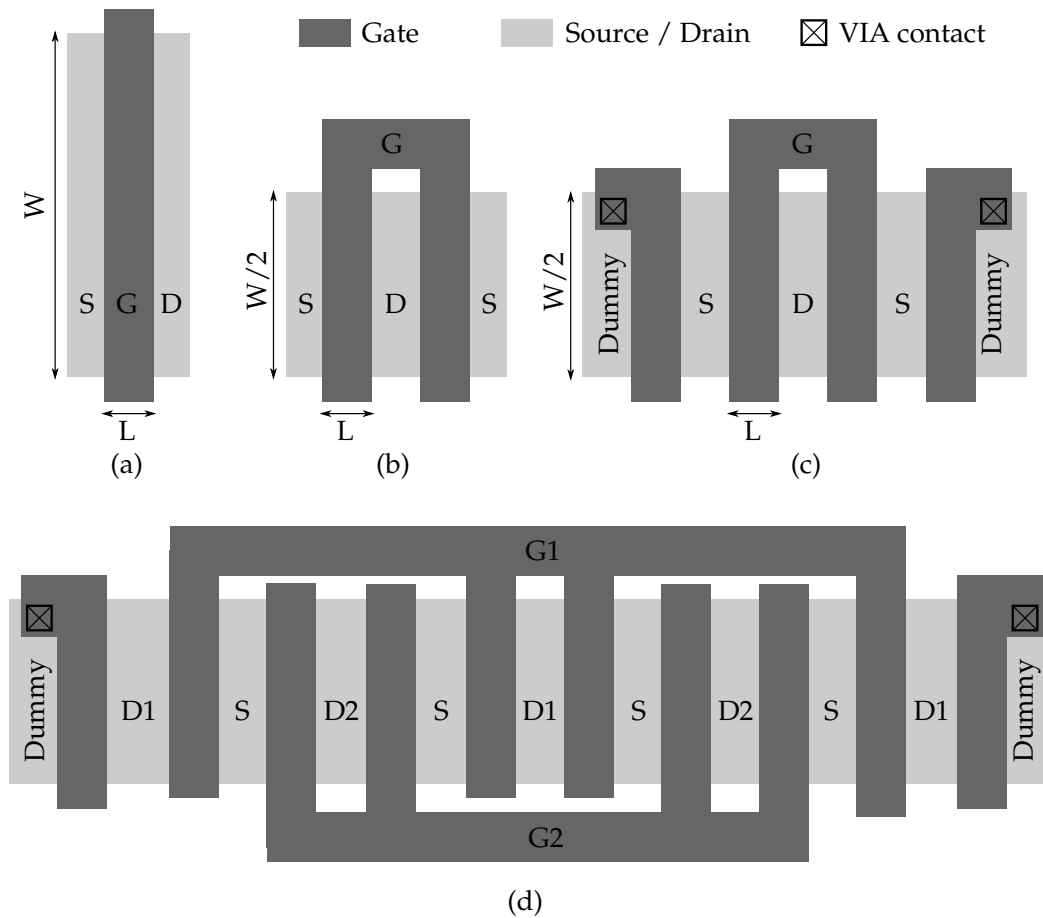 Gate Source / Drain VIA contact
W
S G D
L
(a)
G
W/2
S D S
L
(b)
G
W/2
Dummy S D S Dummy
L
(c)
G1
Dummy D1 S D2 S D1 S D2 S D1 Dummy
G2
(d)